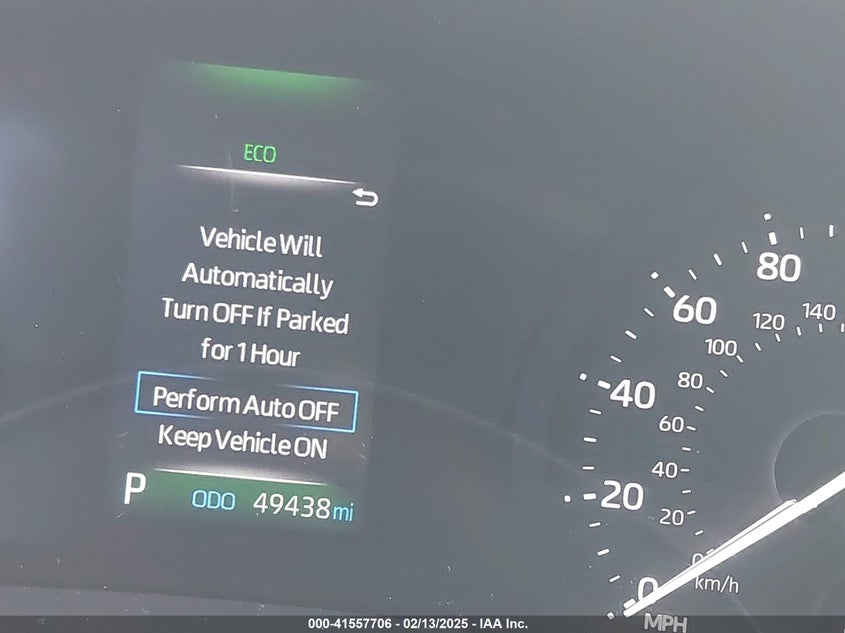 ECO
Vehicle Will
Automatically
Turn OFF If Parked
for 1 Hour
Perform Auto OFF
Keep Vehicle ON
P ODO 49438 mi
80
60
40
20
0
MPH
140
120
100
80
60
40
20
0
km/h
000-41557706 - 02/13/2025 - IAA Inc.